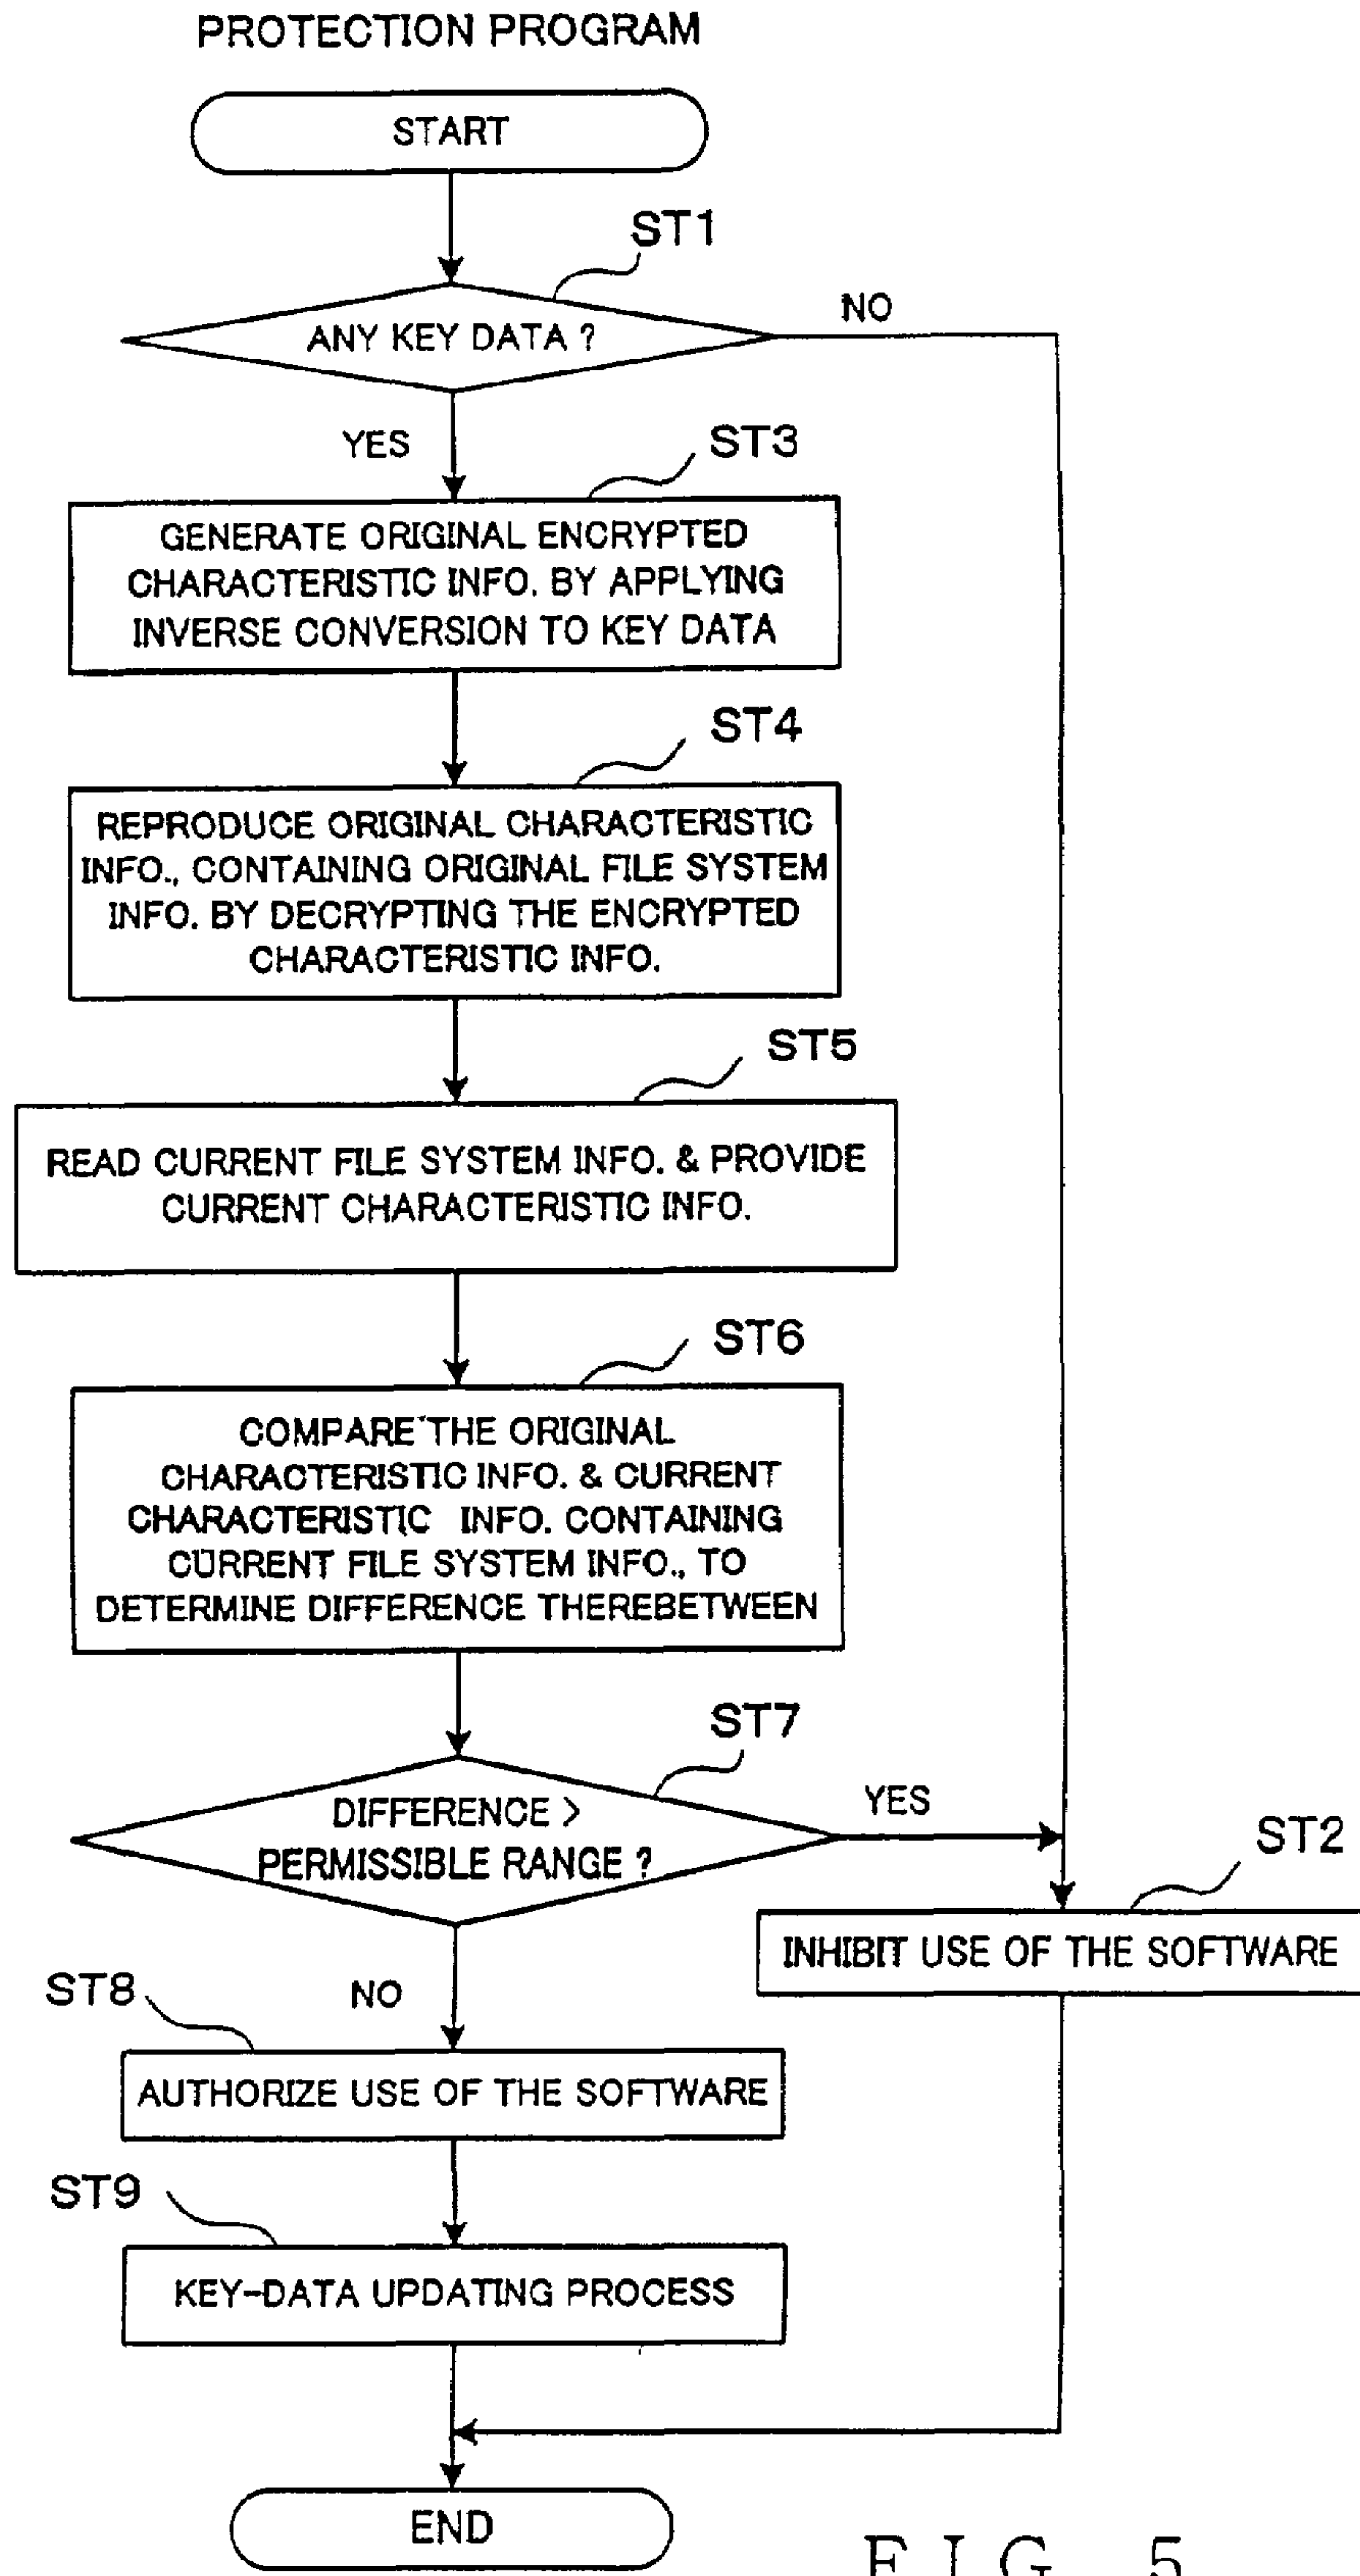 PROTECTION PROGRAM
START
ST1
ANY KEY DATA ?
NO
YES
ST3
GENERATE ORIGINAL ENCRYPTED
CHARACTERISTIC INFO. BY APPLYING
INVERSE CONVERSION TO KEY DATA
ST4
REPRODUCE ORIGINAL CHARACTERISTIC
INFO., CONTAINING ORIGINAL FILE SYSTEM
INFO. BY DECRYPTING THE ENCRYPTED
CHARACTERISTIC INFO.
ST5
READ CURRENT FILE SYSTEM INFO. & PROVIDE
CURRENT CHARACTERISTIC INFO.
ST6
COMPARE THE ORIGINAL
CHARACTERISTIC INFO. & CURRENT
CHARACTERISTIC INFO. CONTAINING
CURRENT FILE SYSTEM INFO., TO
DETERMINE DIFFERENCE THEREBETWEEN
ST7
DIFFERENCE >
PERMISSIBLE RANGE ?
YES
ST2
INHIBIT USE OF THE SOFTWARE
NO
ST8
AUTHORIZE USE OF THE SOFTWARE
ST9
KEY-DATA UPDATING PROCESS
END
FIG. 5